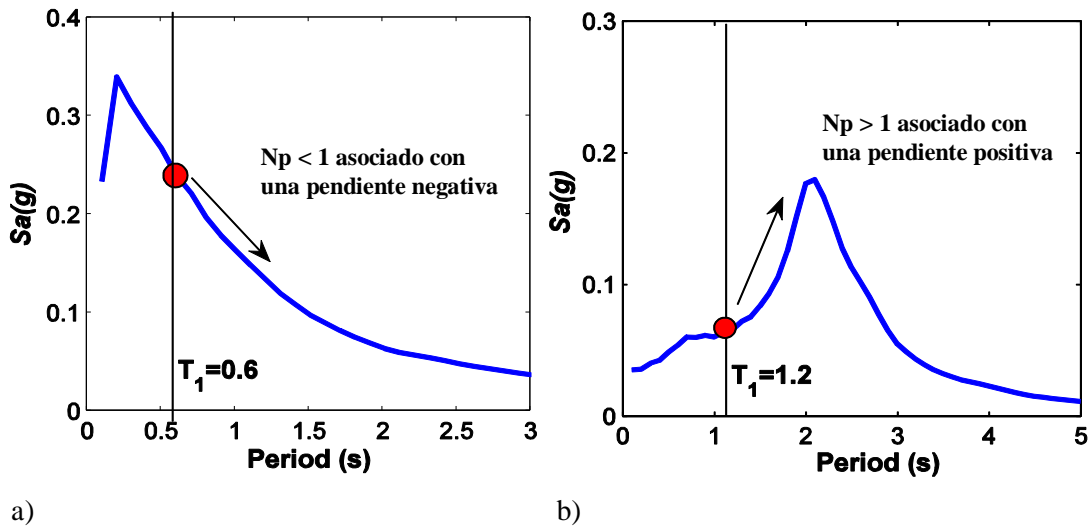 0.4
0.3
0.2
0.1
0
Sa(g)
Np < 1 asociado con
una pendiente negativa
T1=0.6
0 0.5 1 1.5 2 2.5 3
Period (s)
a)
0.3
0.2
0.1
0
Sa(g)
Np > 1 asociado con
una pendiente positiva
T1=1.2
0 1 2 3 4 5
Period (s)
b)